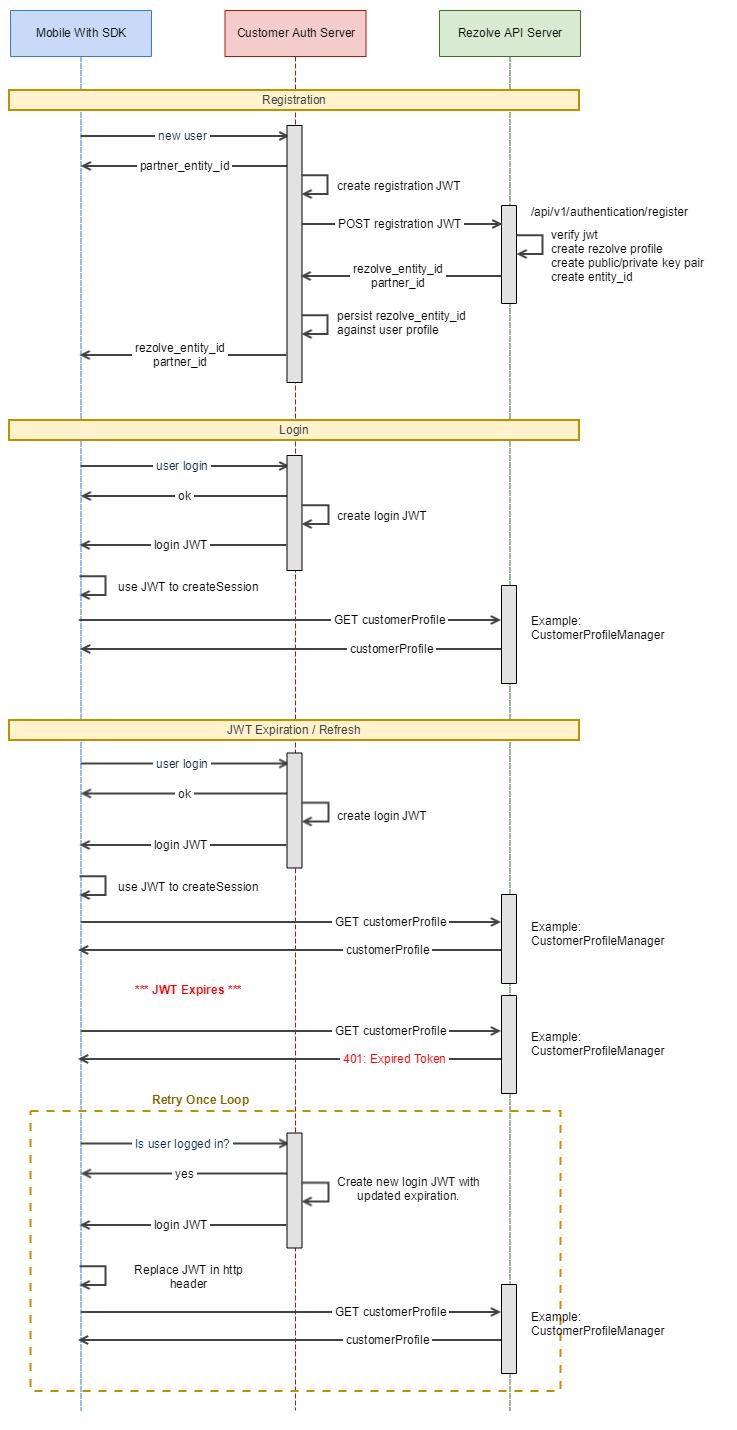 Mobile With SDK
Customer Auth Server
Rezolve API Server
Registration
new user
partner_entity_id
create registration JWT
/api/v1/authentication/register
POST registration JWT
verify jwt
create rezolve profile
create public/private key pair
create entity_id
rezolve_entity_id
partner_id
persist rezolve_entity_id
against user profile
rezolve_entity_id
partner_id
Login
user login
ok
create login JWT
login JWT
use JWT to createSession
GET customerProfile
Example:
CustomerProfileManager
customerProfile
JWT Expiration / Refresh
user login
ok
create login JWT
login JWT
use JWT to createSession
GET customerProfile
Example:
CustomerProfileManager
customerProfile
*** JWT Expires ***
GET customerProfile
Example:
CustomerProfileManager
401: Expired Token
Retry Once Loop
Is user logged in?
yes
Create new login JWT with
updated expiration.
login JWT
Replace JWT in http
header
GET customerProfile
Example:
CustomerProfileManager
customerProfile